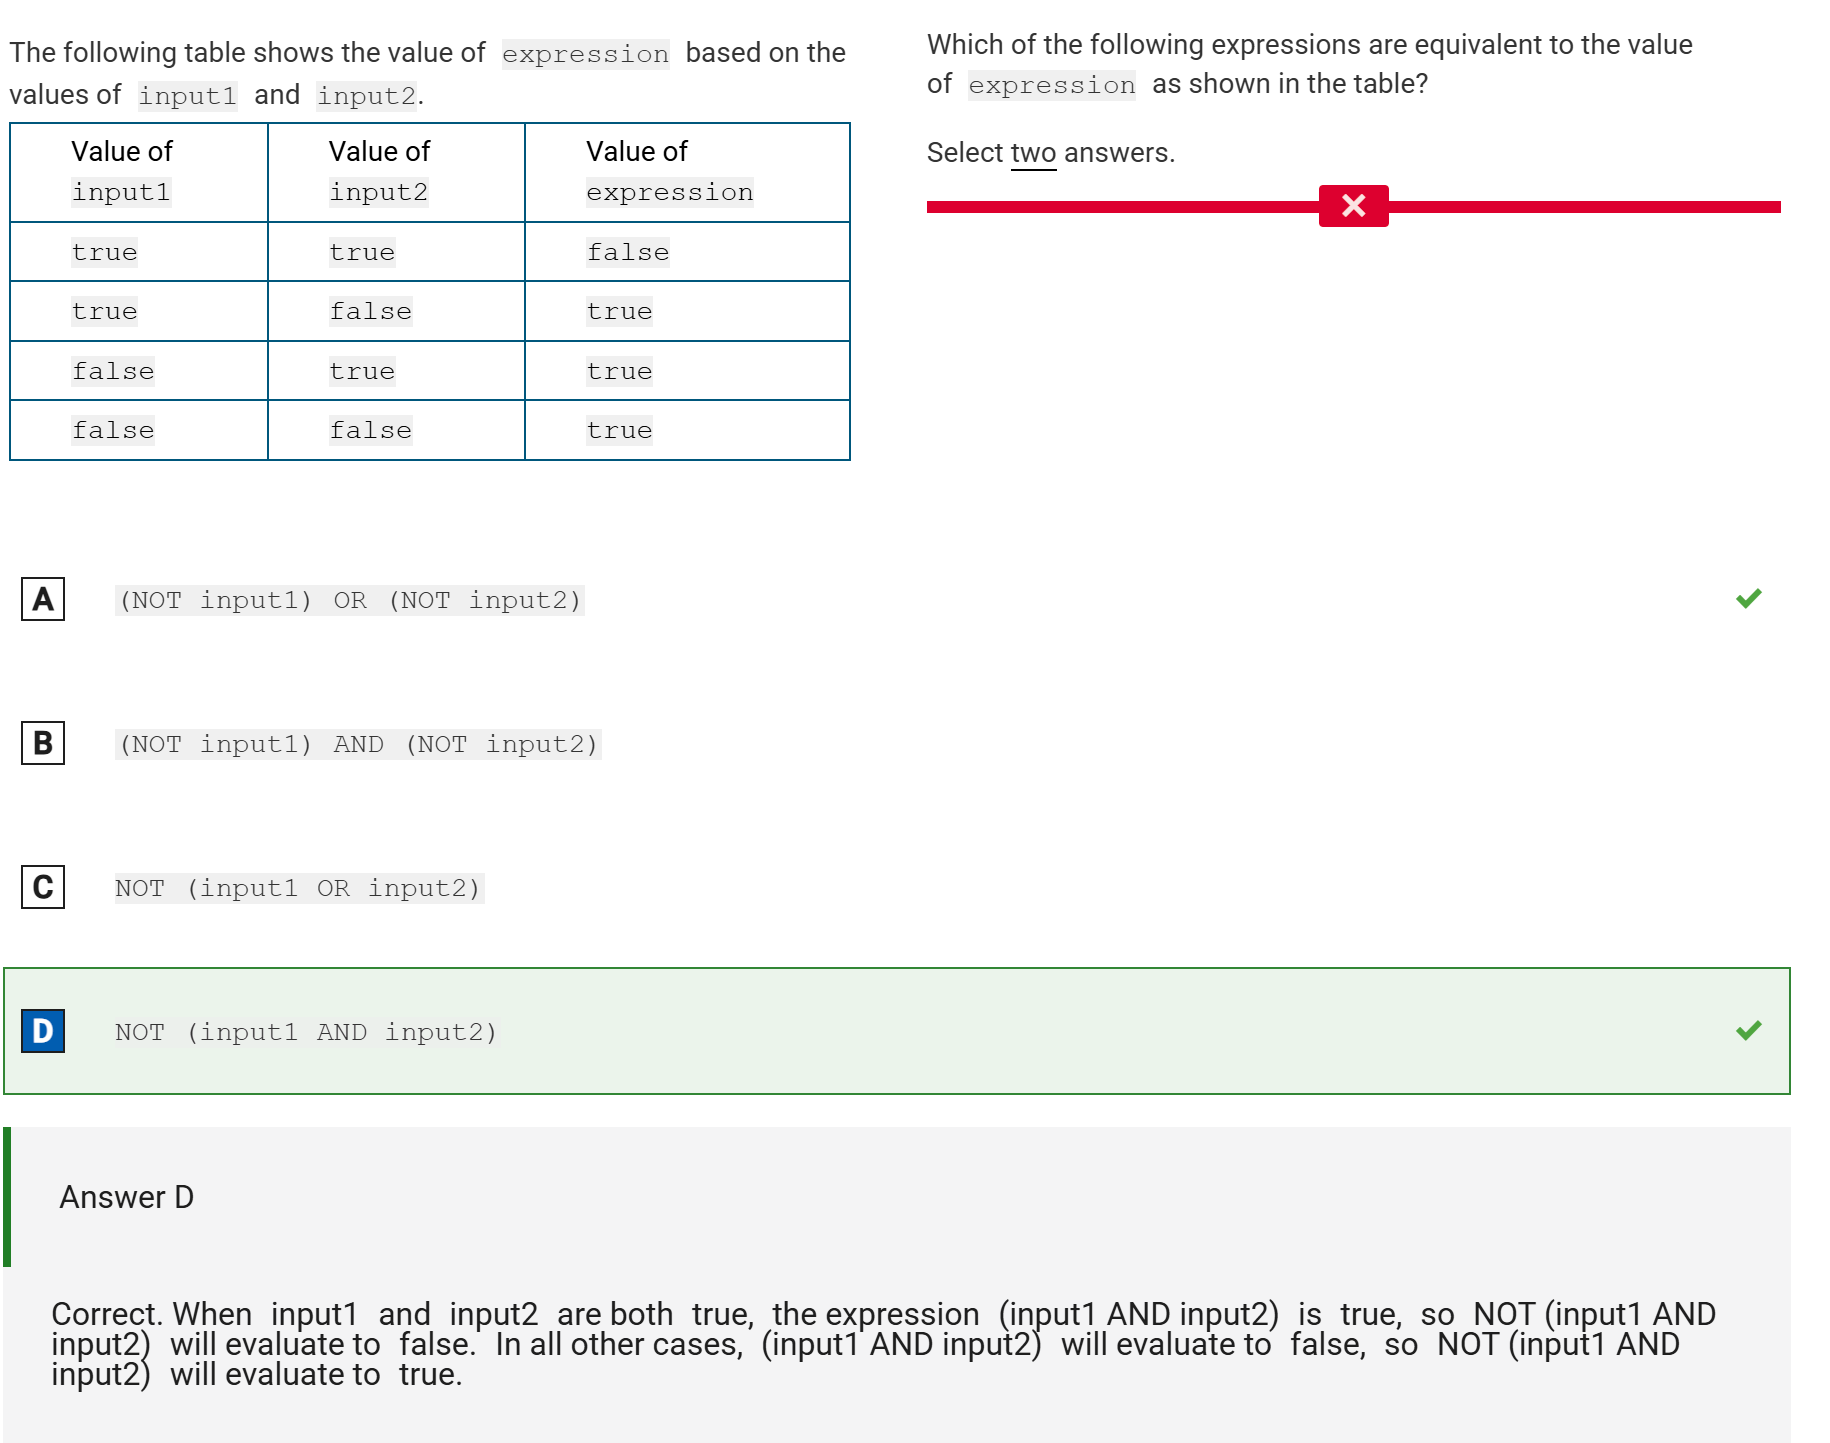 The following table shows the value of expression based on the
values of input1 and input2.
Value of input1 Value of input2 Value of expression
true true false
true false true
false true true
false false true
Which of the following expressions are equivalent to the value
of expression as shown in the table?
Select two answers.
A (NOT input1) OR (NOT input2)
B (NOT input1) AND (NOT input2)
C NOT (input1 OR input2)
D NOT (input1 AND input2)
Answer D
Correct. When input1 and input2 are both true, the expression (input1 AND input2) is true, so NOT (input1 AND
input2) will evaluate to false. In all other cases, (input1 AND input2) will evaluate to false, so NOT (input1 AND
input2) will evaluate to true.